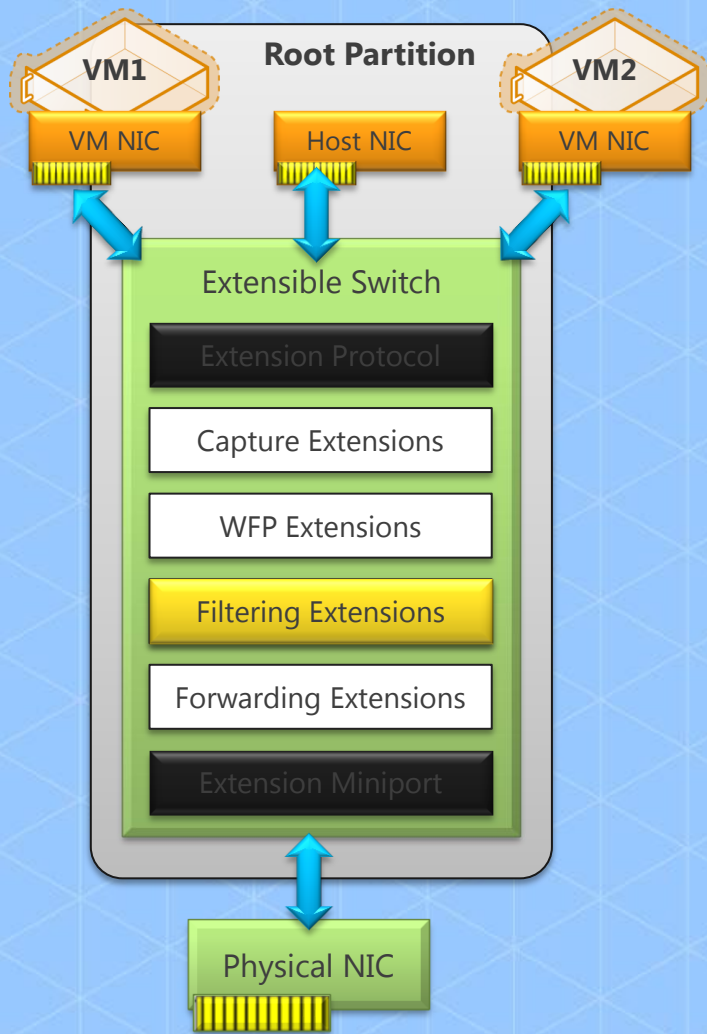 VM1
Root Partition
VM2
VM NIC
Host NIC
VM NIC
Extensible Switch
Extension Protocol
Capture Extensions
WFP Extensions
Filtering Extensions
Forwarding Extensions
Extension Miniport
Physical NIC